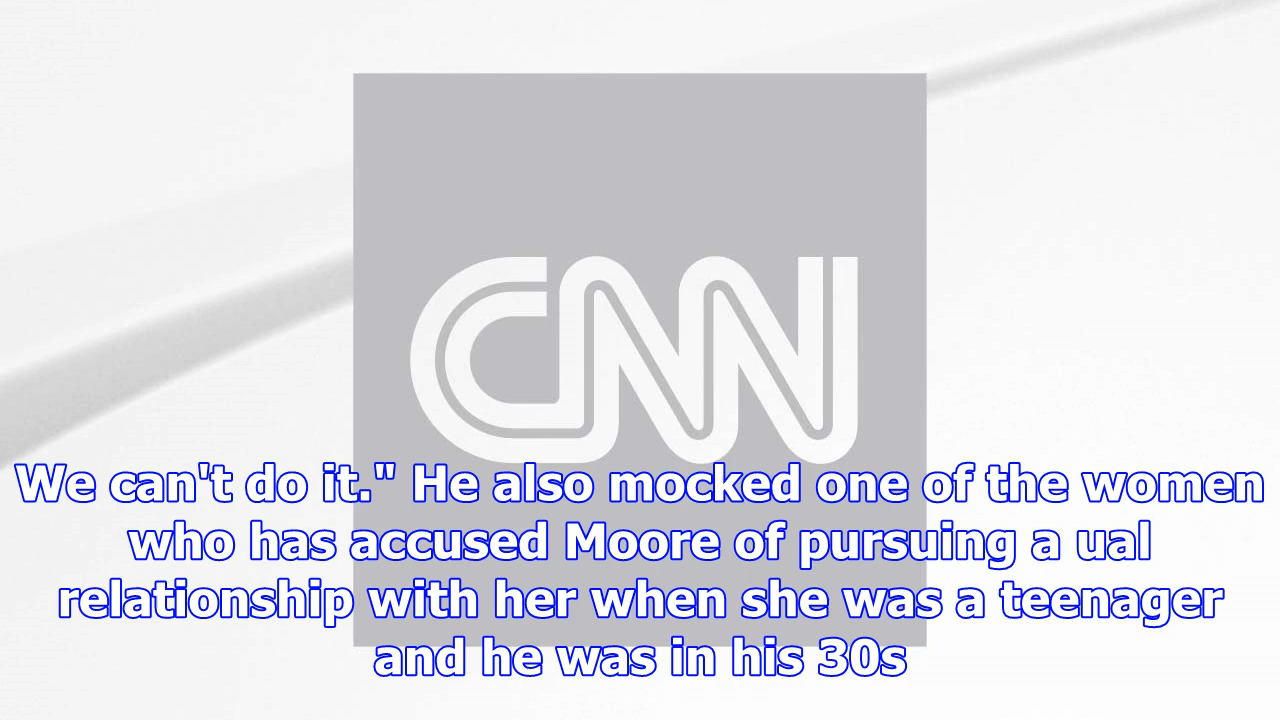 CNN
We can't do it." He also mocked one of the women
who has accused Moore of pursuing a ual
relationship with her when she was a teenager
and he was in his 30s